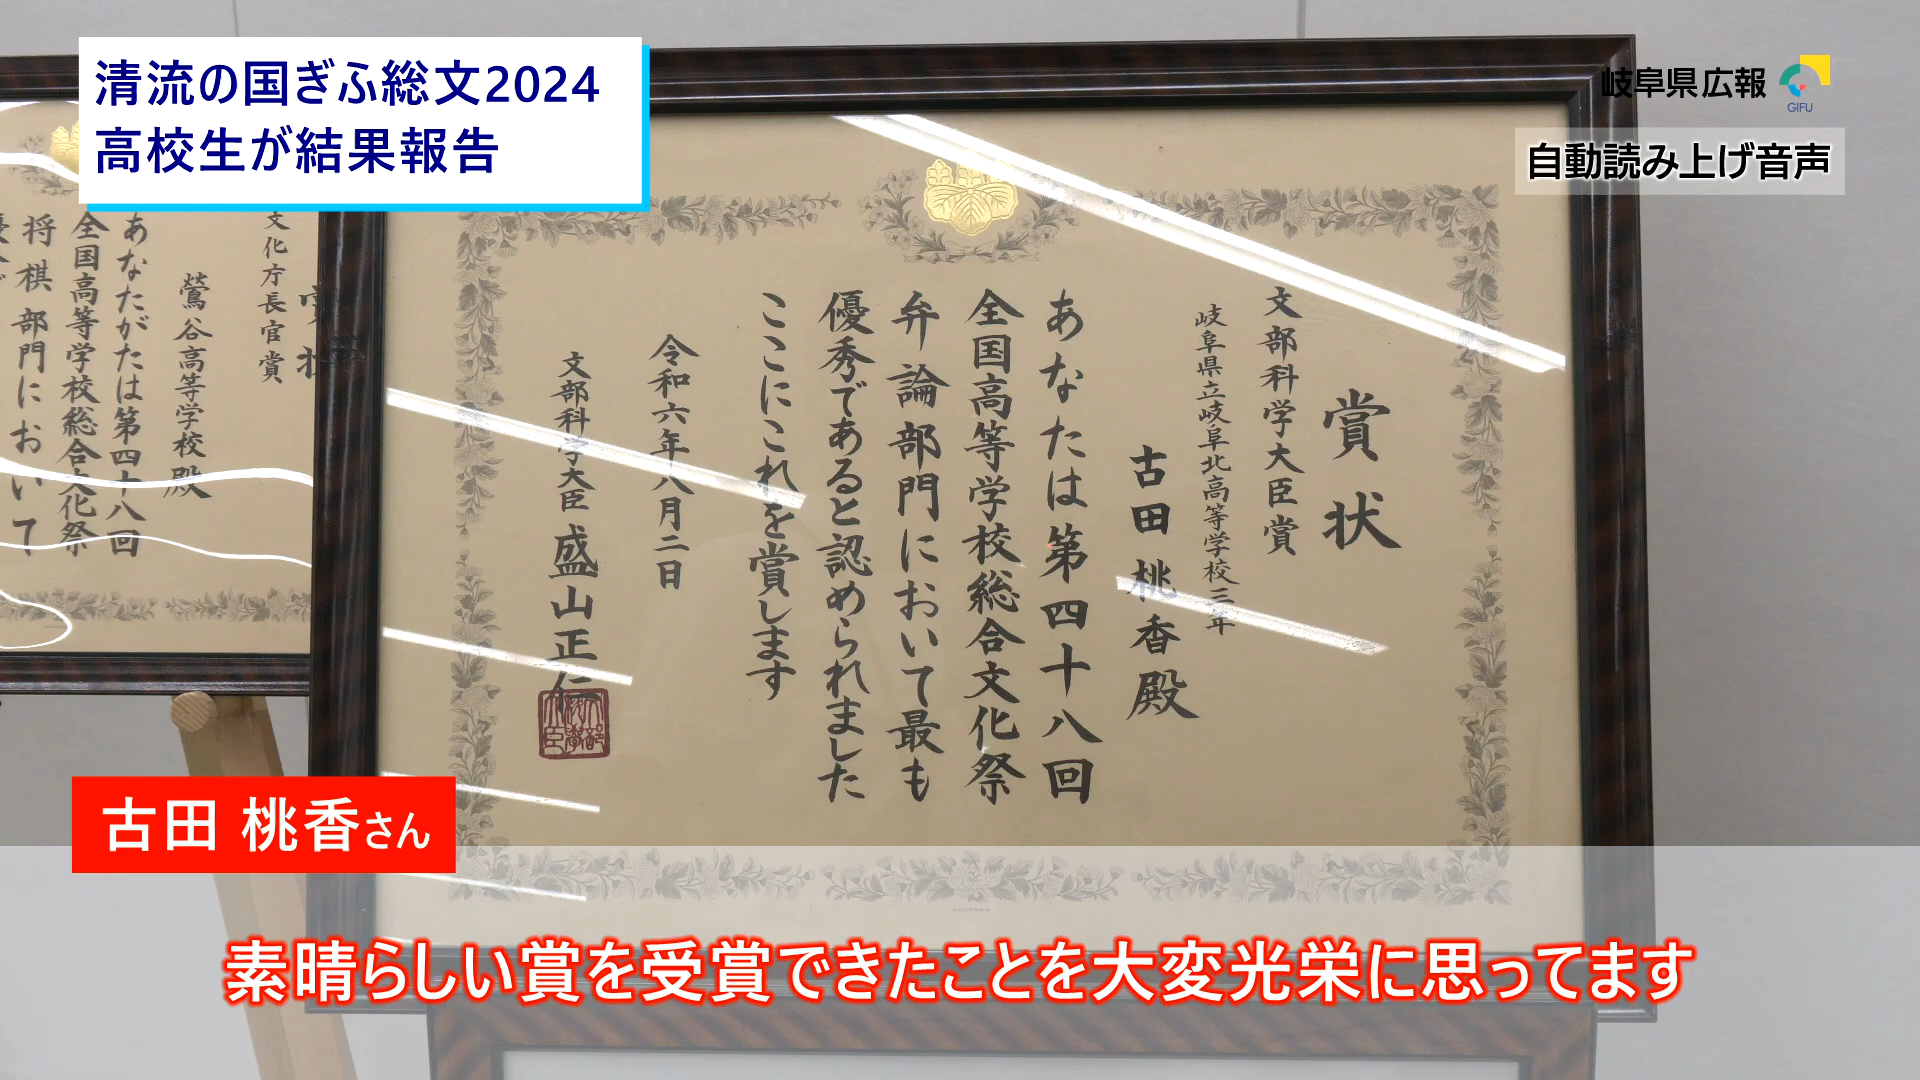 清流の国ぎふ総文2024
高校生が結果報告
岐阜県広報
GIFU
自動読み上げ音声
賞状
文部科学大臣賞
岐阜県立岐阜北高等学校三年
古田桃香殿
あなたは第四十八回
全国高等学校総合文化祭
弁論部門において最も
優秀であると認められました
ここにこれを賞します
令和六年八月二日
文部科学大臣 盛山正仁
文化庁長官賞
鶯谷高等学校殿
あなたがたは第四十八回
全国高等学校総合文化祭
将棋部門において
古田 桃香さん
素晴らしい賞を受賞できたことを大変光栄に思ってます